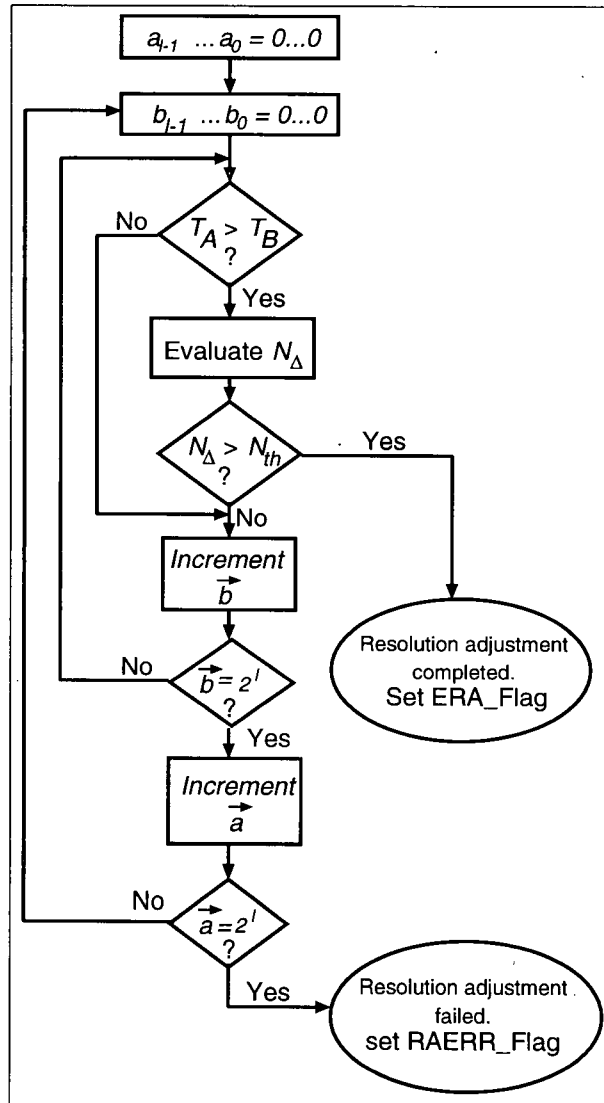 a_{l-1} ... a_0 = 0...0
b_{l-1} ... b_0 = 0...0
No
T_A > T_B
?
Yes
Evaluate N_Δ
N_Δ > N_th
?
Yes
No
Increment
b⃗
Resolution adjustment
completed.
Set ERA_Flag
No
b⃗ = 2^l
?
Yes
Increment
a⃗
No
a⃗ = 2^l
?
Yes
Resolution adjustment
failed.
set RAERR_Flag